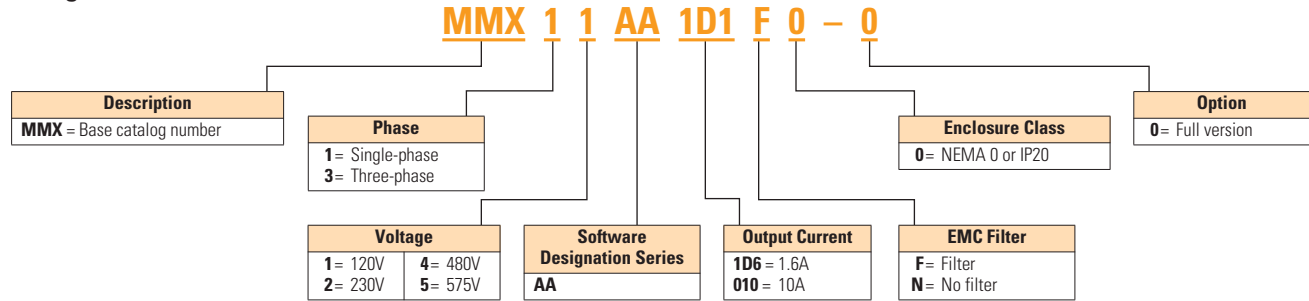 MMX 1 1 AA 1D1 F 0 – 0
Description
MMX = Base catalog number
Phase
1 = Single-phase
3 = Three-phase
Enclosure Class
0 = NEMA 0 or IP20
Option
0 = Full version
Voltage
1 = 120V 4 = 480V
2 = 230V 5 = 575V
Software
Designation Series
AA
Output Current
1D6 = 1.6A
010 = 10A
EMC Filter
F = Filter
N = No filter